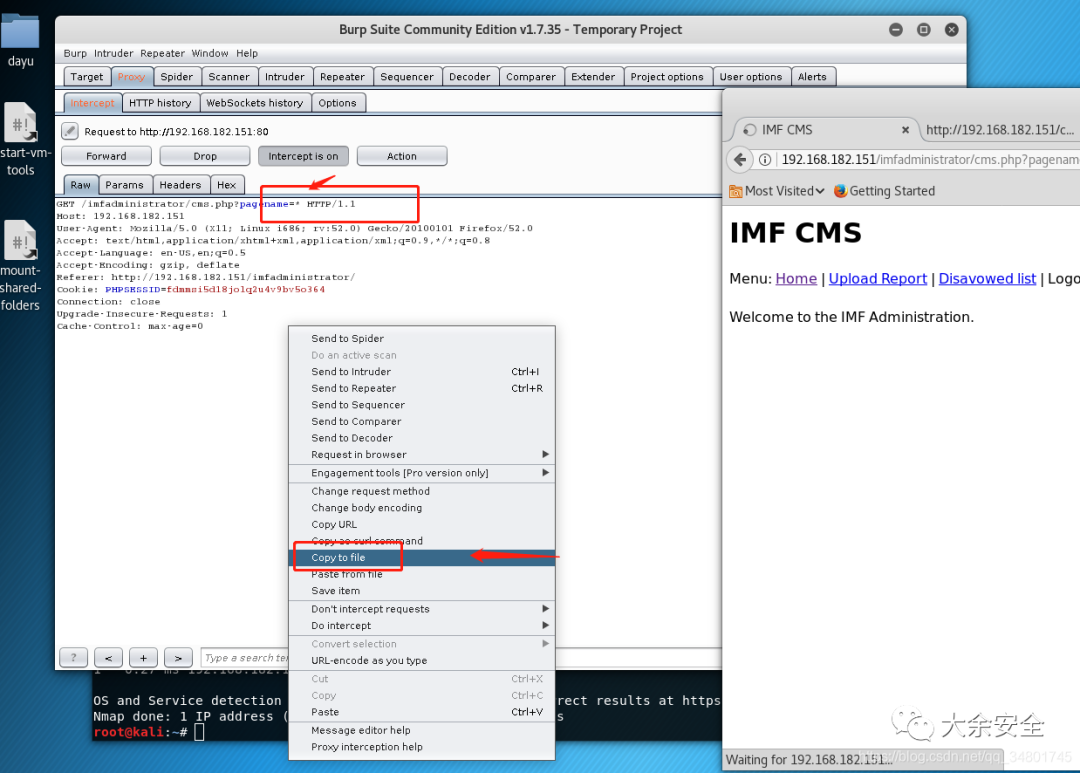 dayu
start-vm-
tools
mount-
shared-
folders
Burp Suite Community Edition v1.7.35 - Temporary Project
Burp Intruder Repeater Window Help
Target Proxy Spider Scanner Intruder Repeater Sequencer Decoder Comparer Extender Project options User options Alerts
Intercept HTTP history WebSockets history Options
Request to http://192.168.182.151:80
Forward Drop Intercept is on Action
Raw Params Headers Hex
GET /imfadministrator/cms.php?pagename=* HTTP/1.1
Host: 192.168.182.151
User-Agent: Mozilla/5.0 (X11; Linux i686; rv:52.0) Gecko/20100101 Firefox/52.0
Accept: text/html,application/xhtml+xml,application/xml;q=0.9,*/*;q=0.8
Accept-Language: en-US,en;q=0.5
Accept-Encoding: gzip, deflate
Referer: http://192.168.182.151/imfadministrator/
Cookie: PHPSESSID=fdmmsi5d18jolq2u4v9bv5o364
Connection: close
Upgrade-Insecure-Requests: 1
Cache-Control: max-age=0
Send to Spider
Do an active scan
Send to Intruder Ctrl+I
Send to Repeater Ctrl+R
Send to Sequencer
Send to Comparer
Send to Decoder
Request in browser
Engagement tools [Pro version only]
Change request method
Change body encoding
Copy URL
Copy as curl command
Copy to file
Paste from file
Save item
Don't intercept requests
Do intercept
Convert selection
URL-encode as you type
Cut Ctrl+X
Copy Ctrl+C
Paste Ctrl+V
Message editor help
Proxy interception help
? < + > Type a search ter
OS and Service detection rect results at https
Nmap done: 1 IP address ( s
root@kali:~#
IMF CMS × http://192.168.182.151/c...
192.168.182.151/imfadministrator/cms.php?pagenam
Most Visited Getting Started
IMF CMS
Menu: Home | Upload Report | Disavowed list | Logo
Welcome to the IMF Administration.
大余安全
Waiting for 192.168.182.151...
https://blog.csdn.net/qq_34801745